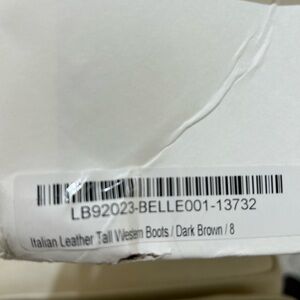 LB92023-BELLE001-13732
Italian Leather Tall Western Boots / Dark Brown / 8